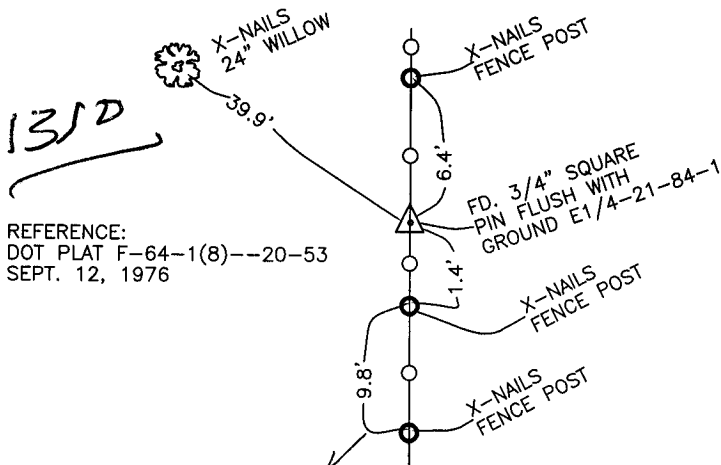 X-NAILS
24" WILLOW
X-NAILS
FENCE POST
39.9'
6.4'
FD. 3/4" SQUARE
PIN FLUSH WITH
GROUND E1/4-21-84-1
REFERENCE:
DOT PLAT F-64-1(8)--20-53
SEPT. 12, 1976
1.4'
X-NAILS
FENCE POST
9.8'
X-NAILS
FENCE POST